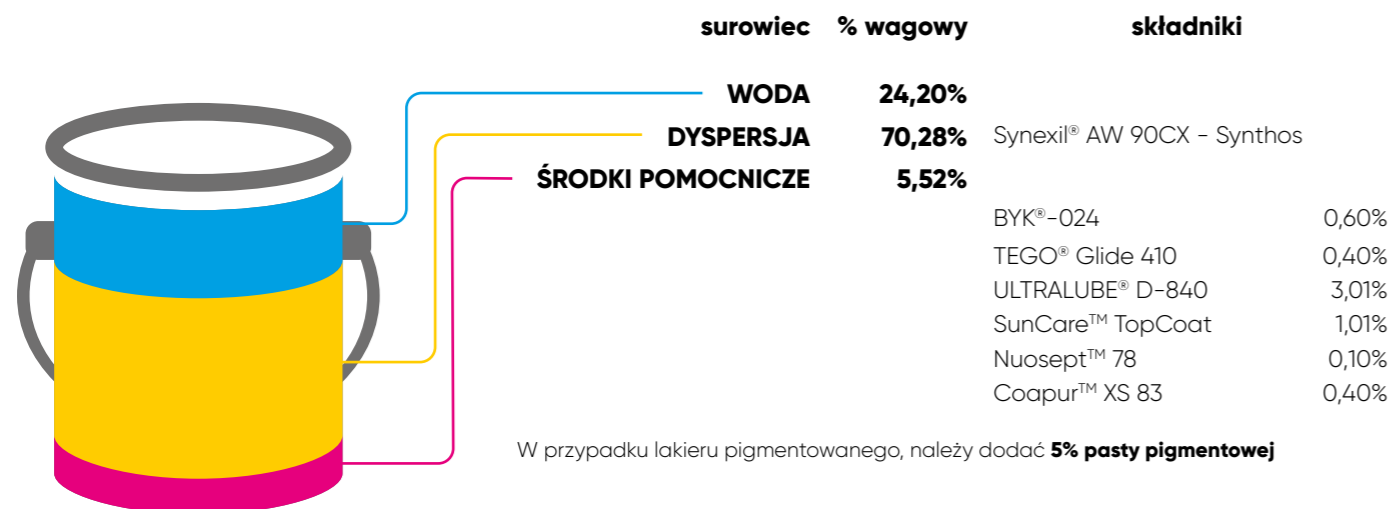 surowiec % wagowy składniki
WODA 24,20%
DYSPERSJA 70,28% Synexil® AW 90CX - Synthos
ŚRODKI POMOCNICZE 5,52%
BYK®-024 0,60%
TEGO® Glide 410 0,40%
ULTRALUBE® D-840 3,01%
SunCare™ TopCoat 1,01%
Nuosept™ 78 0,10%
Coapur™ XS 83 0,40%
W przypadku lakieru pigmentowanego, należy dodać 5% pasty pigmentowej